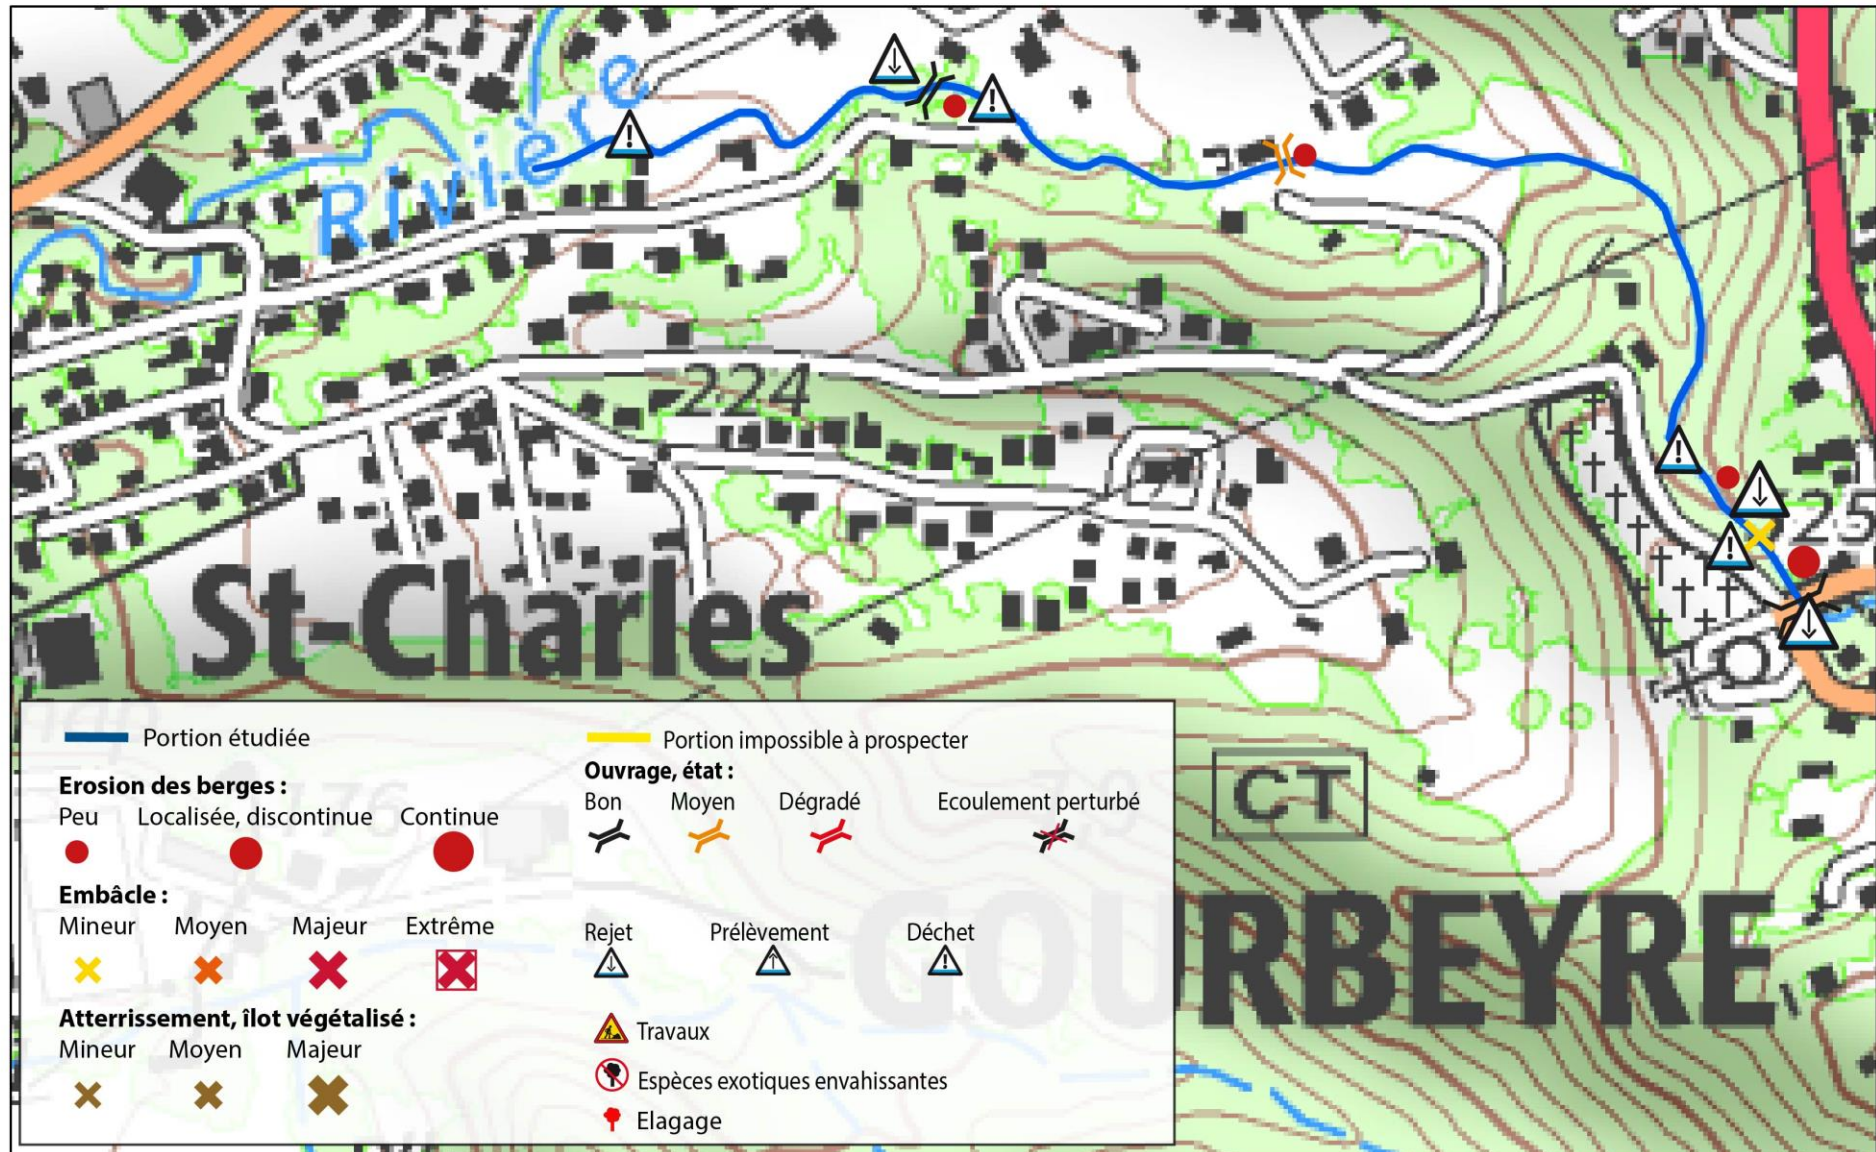 Rivière
224
25
St-Charles
CT
GOURBEYRE
Portion étudiée
Portion impossible à prospecter
Erosion des berges :
Peu Localisée, discontinue Continue
Embâcle :
Mineur Moyen Majeur Extrême
Atterrissement, îlot végétalisé :
Mineur Moyen Majeur
Ouvrage, état :
Bon Moyen Dégradé Ecoulement perturbé
Rejet Prélèvement Déchet
Travaux
Espèces exotiques envahissantes
Elagage
176